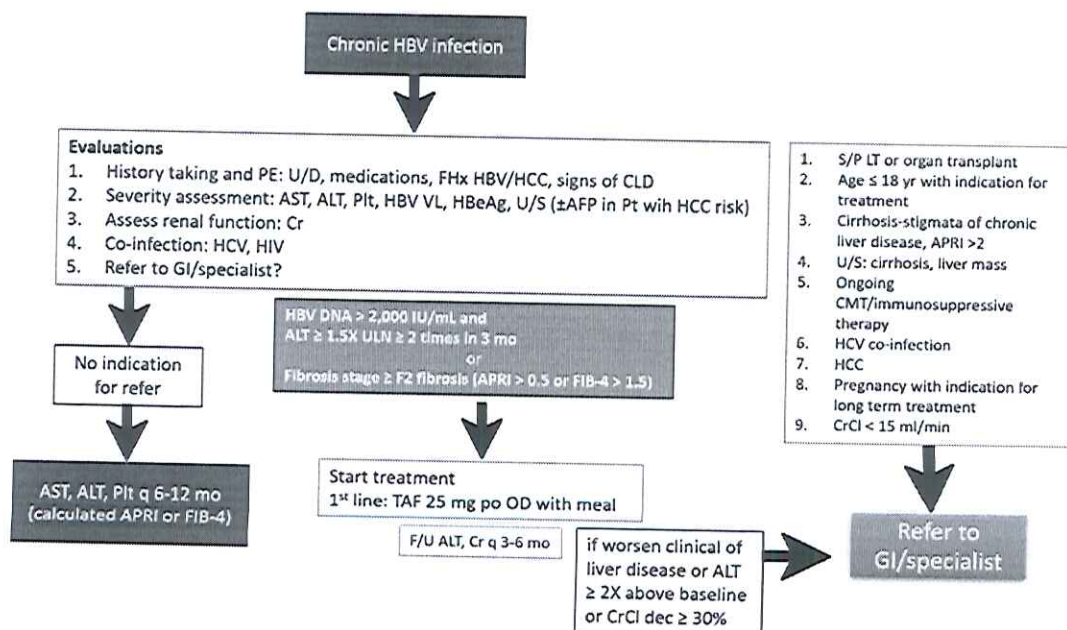 Chronic HBV infection
Evaluations
1. History taking and PE: U/D, medications, FHx HBV/HCC, signs of CLD
2. Severity assessment: AST, ALT, Plt, HBV VL, HBeAg, U/S (±AFP in Pt wih HCC risk)
3. Assess renal function: Cr
4. Co-infection: HCV, HIV
5. Refer to GI/specialist?
No indication
for refer
AST, ALT, Plt q 6-12 mo
(calculated APRI or FIB-4)
HBV DNA > 2,000 IU/mL and
ALT ≥ 1.5X ULN ≥ 2 times in 3 mo
or
Fibrosis stage ≥ F2 fibrosis (APRI > 0.5 or FIB-4 > 1.5)
Start treatment
1st line: TAF 25 mg po OD with meal
F/U ALT, Cr q 3-6 mo
if worsen clinical of
liver disease or ALT
≥ 2X above baseline
or CrCl dec ≥ 30%
1. S/P LT or organ transplant
2. Age ≤ 18 yr with indication for
treatment
3. Cirrhosis-stigmata of chronic
liver disease, APRI >2
4. U/S: cirrhosis, liver mass
5. Ongoing
CMT/immunosuppressive
therapy
6. HCV co-infection
7. HCC
8. Pregnancy with indication for
long term treatment
9. CrCl < 15 ml/min
Refer to
GI/specialist